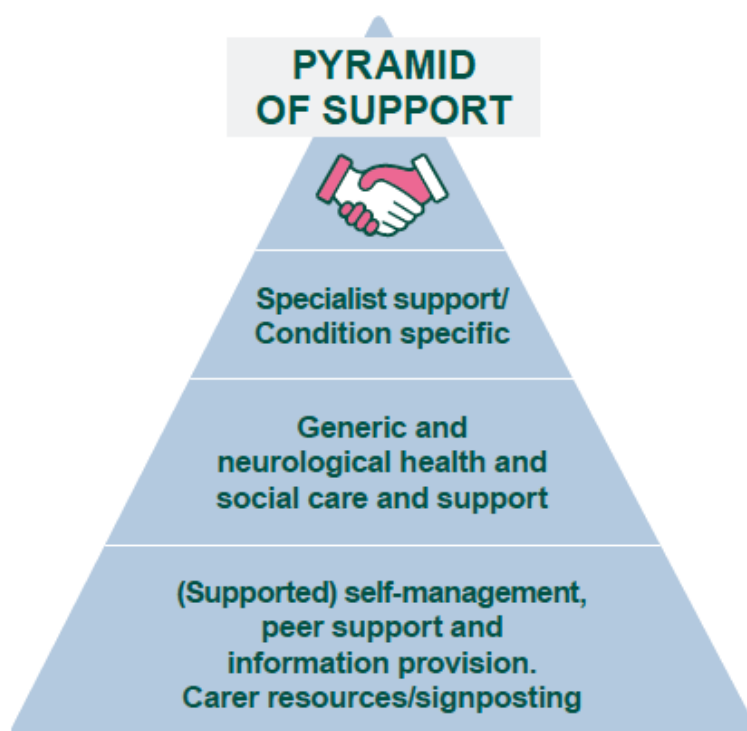 PYRAMID
OF SUPPORT
Specialist support/
Condition specific
Generic and
neurological health and
social care and support
(Supported) self-management,
peer support and
information provision.
Carer resources/signposting